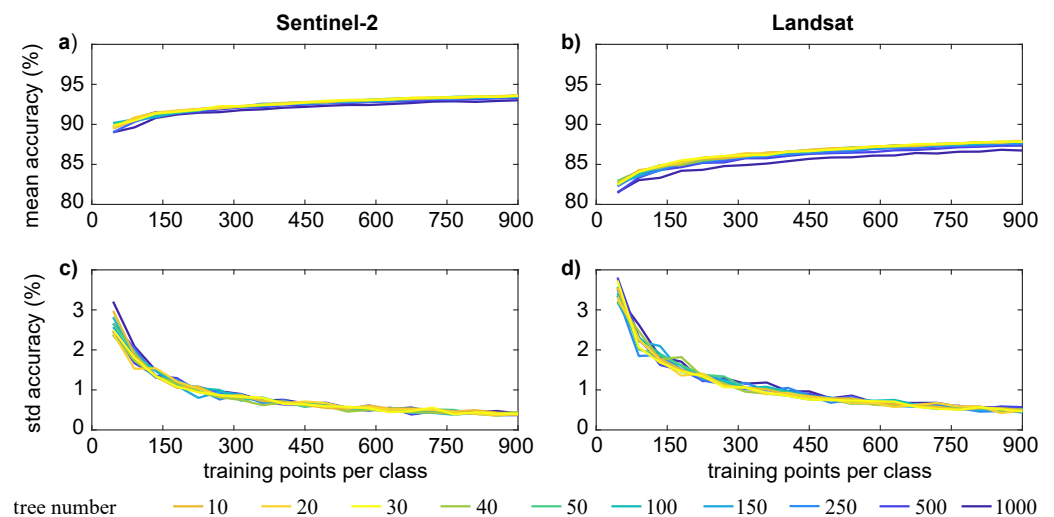 Sentinel-2 Landsat
a) b)
mean accuracy (%)
95
90
85
80
0 150 300 450 600 750 900
95
90
85
80
0 150 300 450 600 750 900
c) d)
std accuracy (%)
3
2
1
0
0 150 300 450 600 750 900
training points per class
3
2
1
0
0 150 300 450 600 750 900
training points per class
tree number 10 20 30 40 50 100 150 250 500 1000